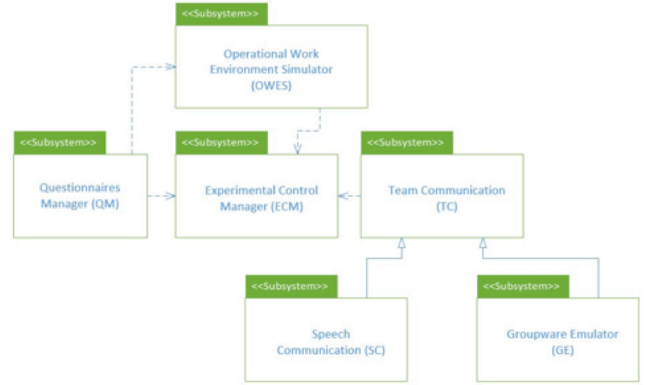 <<Subsystem>>
Operational Work
Environment Simulator
(OWES)
<<Subsystem>>
Questionnaires
Manager (QM)
<<Subsystem>>
Experimental Control
Manager (ECM)
<<Subsystem>>
Team Communication
(TC)
<<Subsystem>>
Speech
Communication (SC)
<<Subsystem>>
Groupware Emulator
(GE)